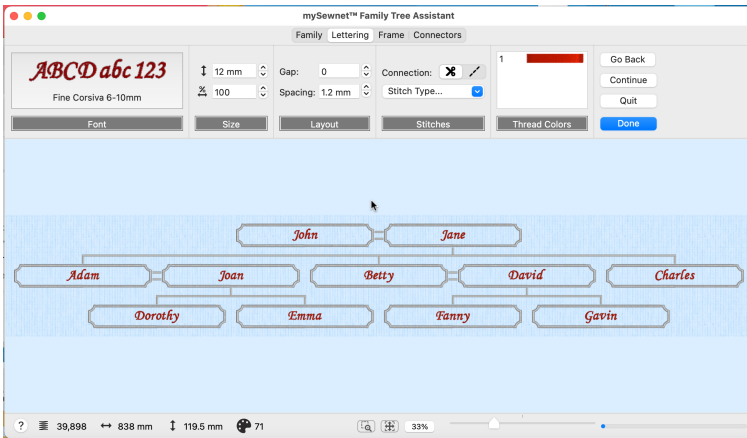 mySewnet™ Family Tree Assistant
Family Lettering Frame Connectors
ABCD abc 123
Fine Corsiva 6-10mm
Font
12 mm
% 100
Size
Gap: 0
Spacing: 1.2 mm
Layout
Connection:
Stitch Type...
Stitches
1
Thread Colors
Go Back
Continue
Quit
Done
John Jane
Adam Joan Betty David Charles
Dorothy Emma Fanny Gavin
? 39,898 838 mm 119.5 mm 71 33%